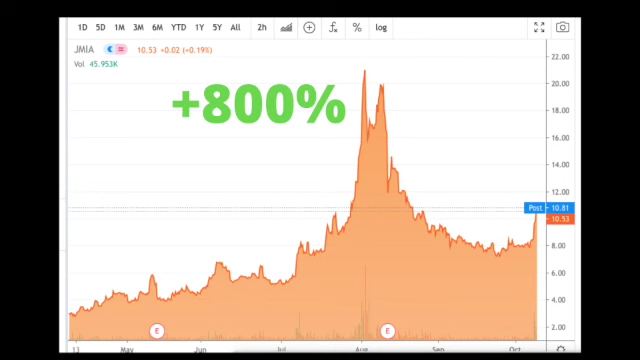 1D 5D 1M 3M 6M YTD 1Y 5Y All 2h % log
JMIA 10.53 +0.02 (+0.19%)
Vol 45.953K
+800%
22.00
18.00
16.00
14.00
12.00
Post 10.81
10.53
8.00
6.00
4.00
2.00
E E
13 May Jun Jul Aug Sep Oct